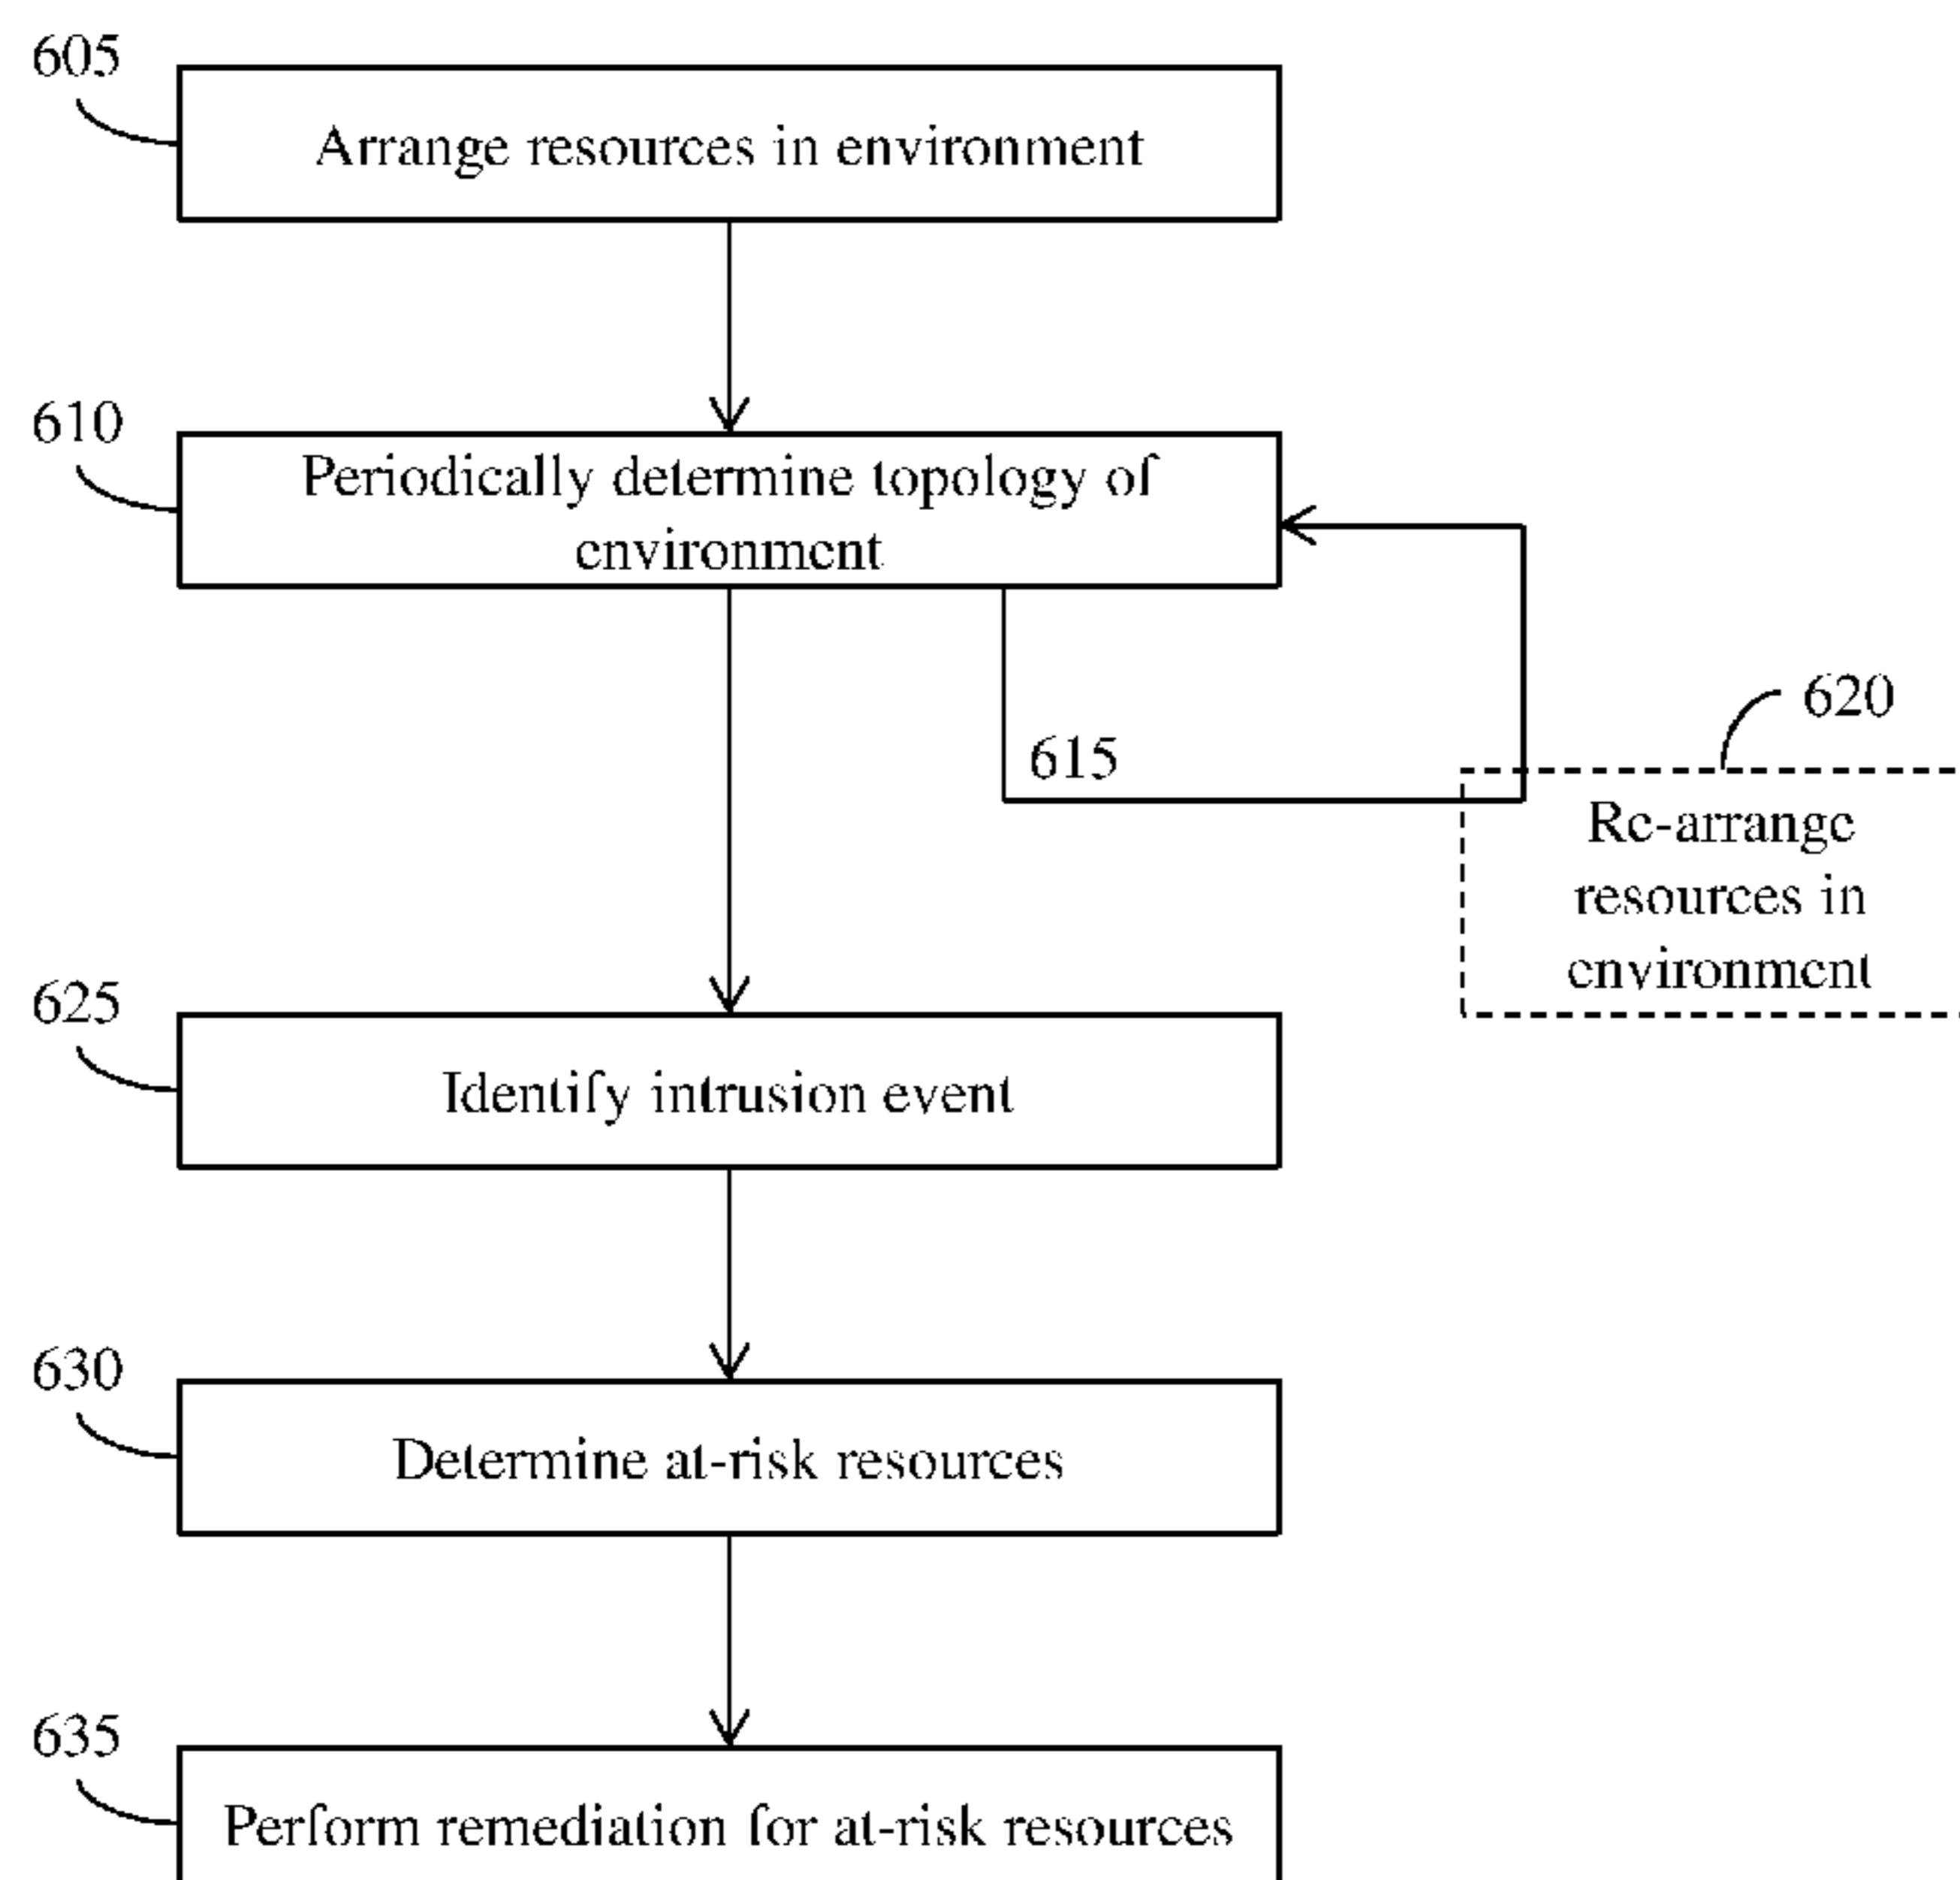 605
Arrange resources in environment
610
Periodically determine topology of
environment
615
620
Re-arrange
resources in
environment
625
Identify intrusion event
630
Determine at-risk resources
635
Perform remediation for at-risk resources